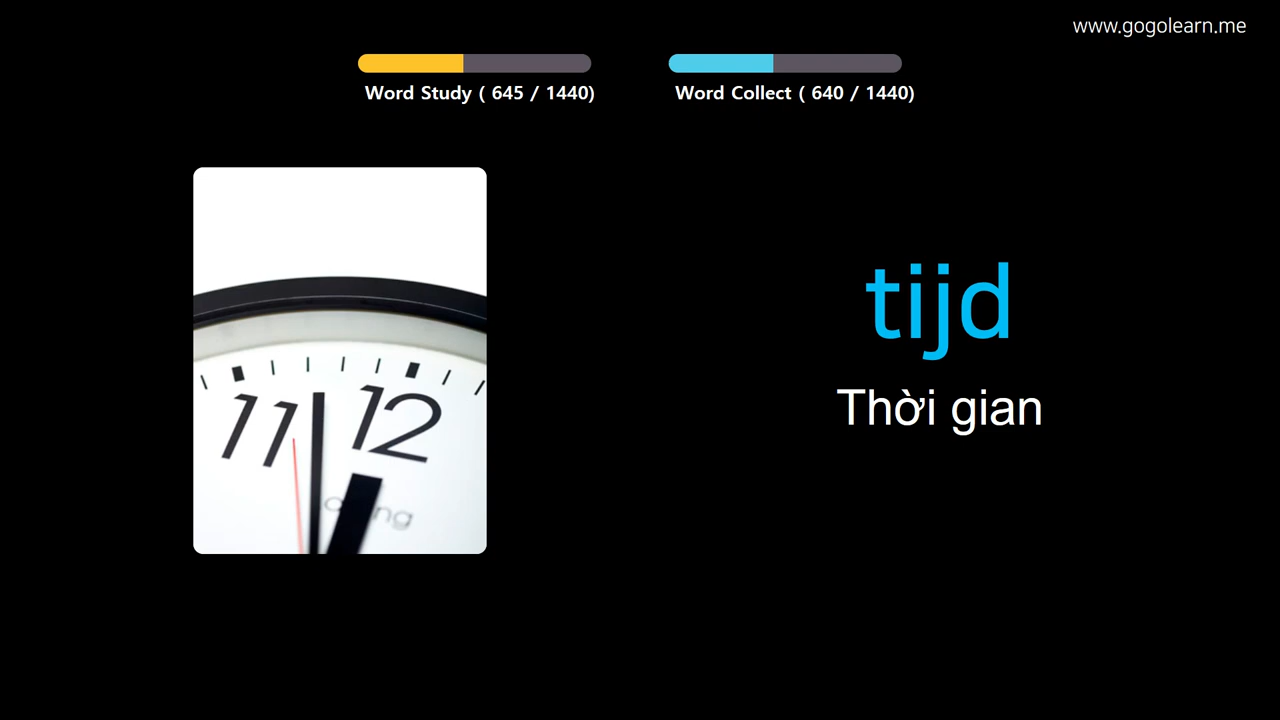 www.gogolearn.me
Word Study ( 645 / 1440)
Word Collect ( 640 / 1440)
tijd
Thời gian
11
12